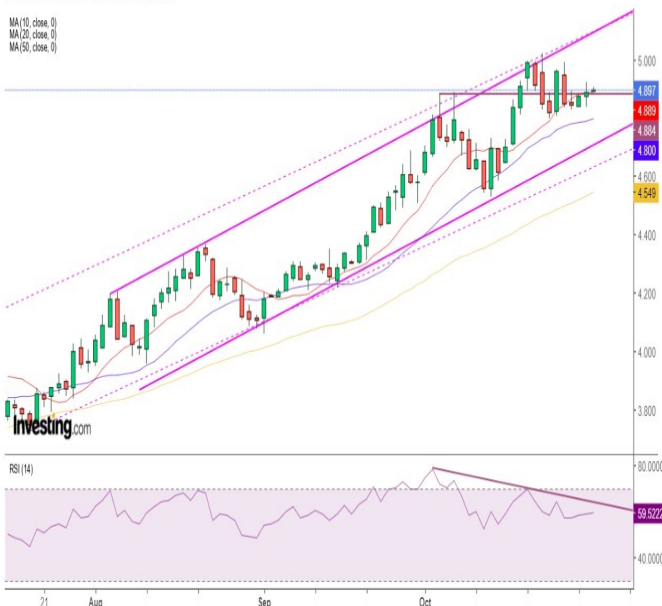 MA (10, close, 0)
MA (20, close, 0)
MA (50, close, 0)
5.000
4.897
4.889
4.884
4.800
4.600
4.549
4.400
4.200
4.000
3.800
Investing.com
RSI (14)
80.0000
59.5222
40.0000
21 Aug Sep Oct